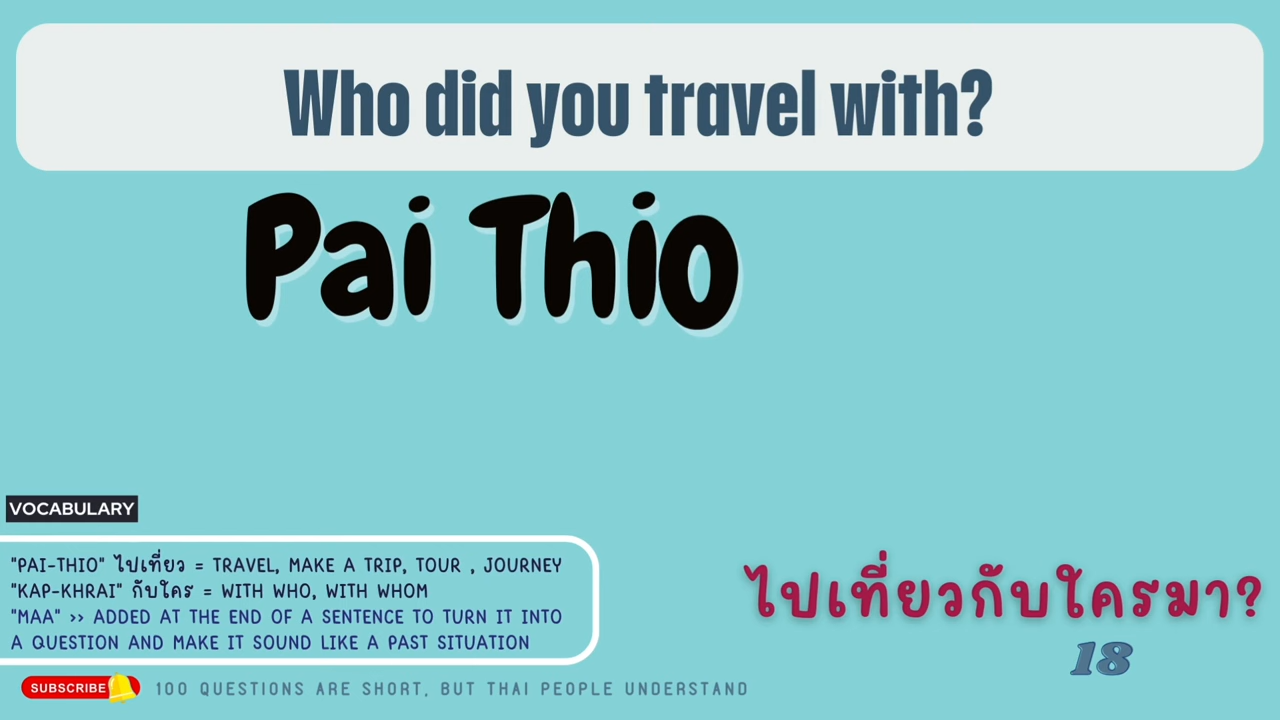 Who did you travel with?
Pai Thio
VOCABULARY
"PAI-THIO" ไปเที่ยว = TRAVEL, MAKE A TRIP, TOUR , JOURNEY
"KAP-KHRAI" กับใคร = WITH WHO, WITH WHOM
"MAA" >> ADDED AT THE END OF A SENTENCE TO TURN IT INTO
A QUESTION AND MAKE IT SOUND LIKE A PAST SITUATION
ไปเที่ยวกับใครมา?
18
SUBSCRIBE
100 QUESTIONS ARE SHORT, BUT THAI PEOPLE UNDERSTAND